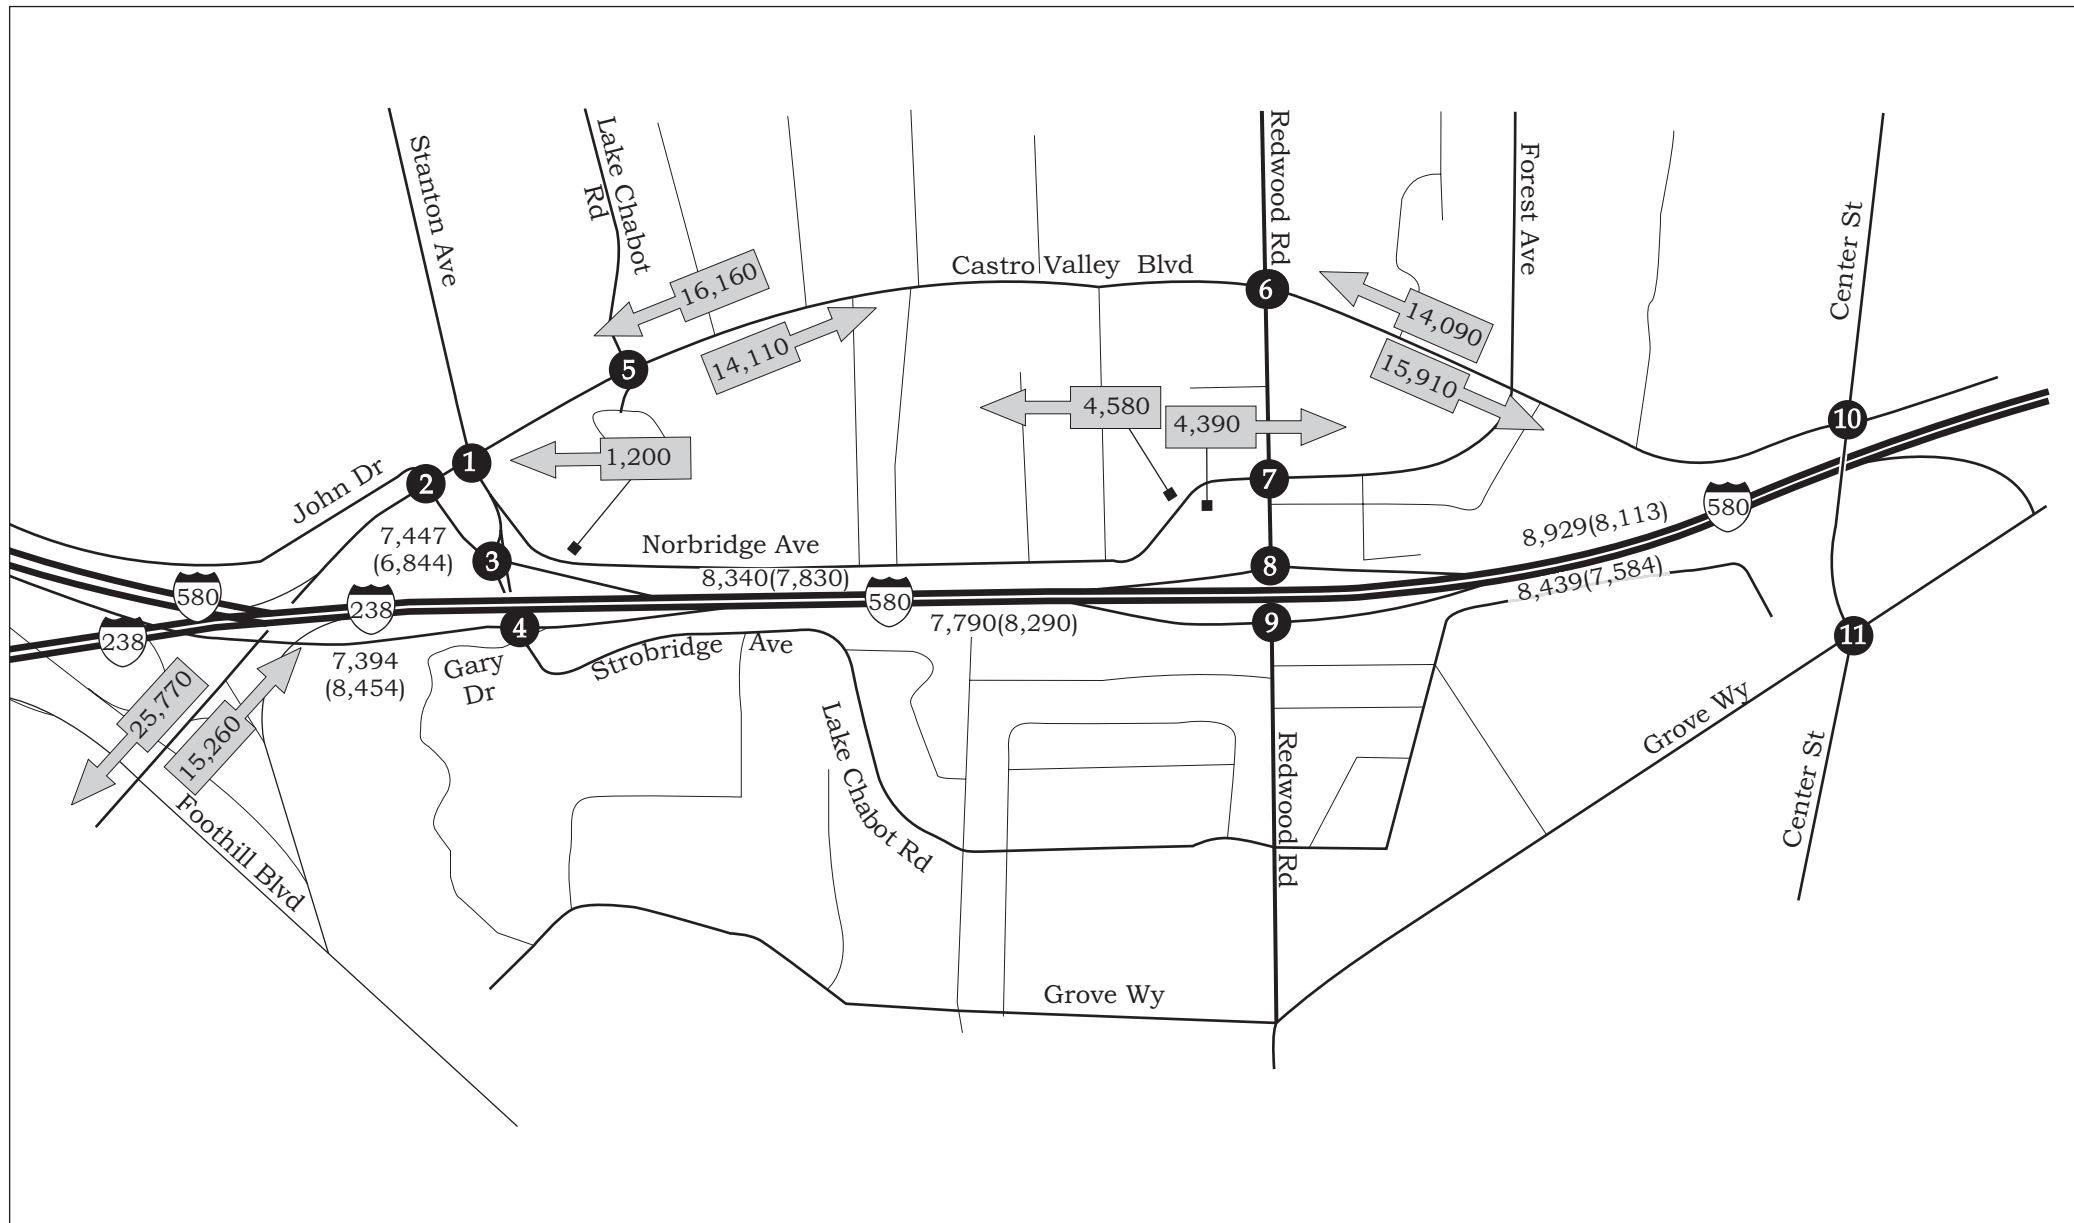 Stanton Ave
Lake Chabot
Rd
Redwood Rd
Forest Ave
Center St
Castro Valley Blvd
16,160
14,110
14,090
15,910
6
5
4,580
4,390
10
1
1,200
2
7
John Dr
7,447
(6,844)
3
Norbridge Ave
8,340(7,830)
8
8,929(8,113)
580
8,439(7,584)
580
238
580
238
4
7,790(8,290)
9
11
7,394
(8,454)
Gary
Dr
Strobridge Ave
25,770
15,260
Lake Chabot Rd
Redwood Rd
Grove Wy
Center St
Foothill Blvd
Grove Wy